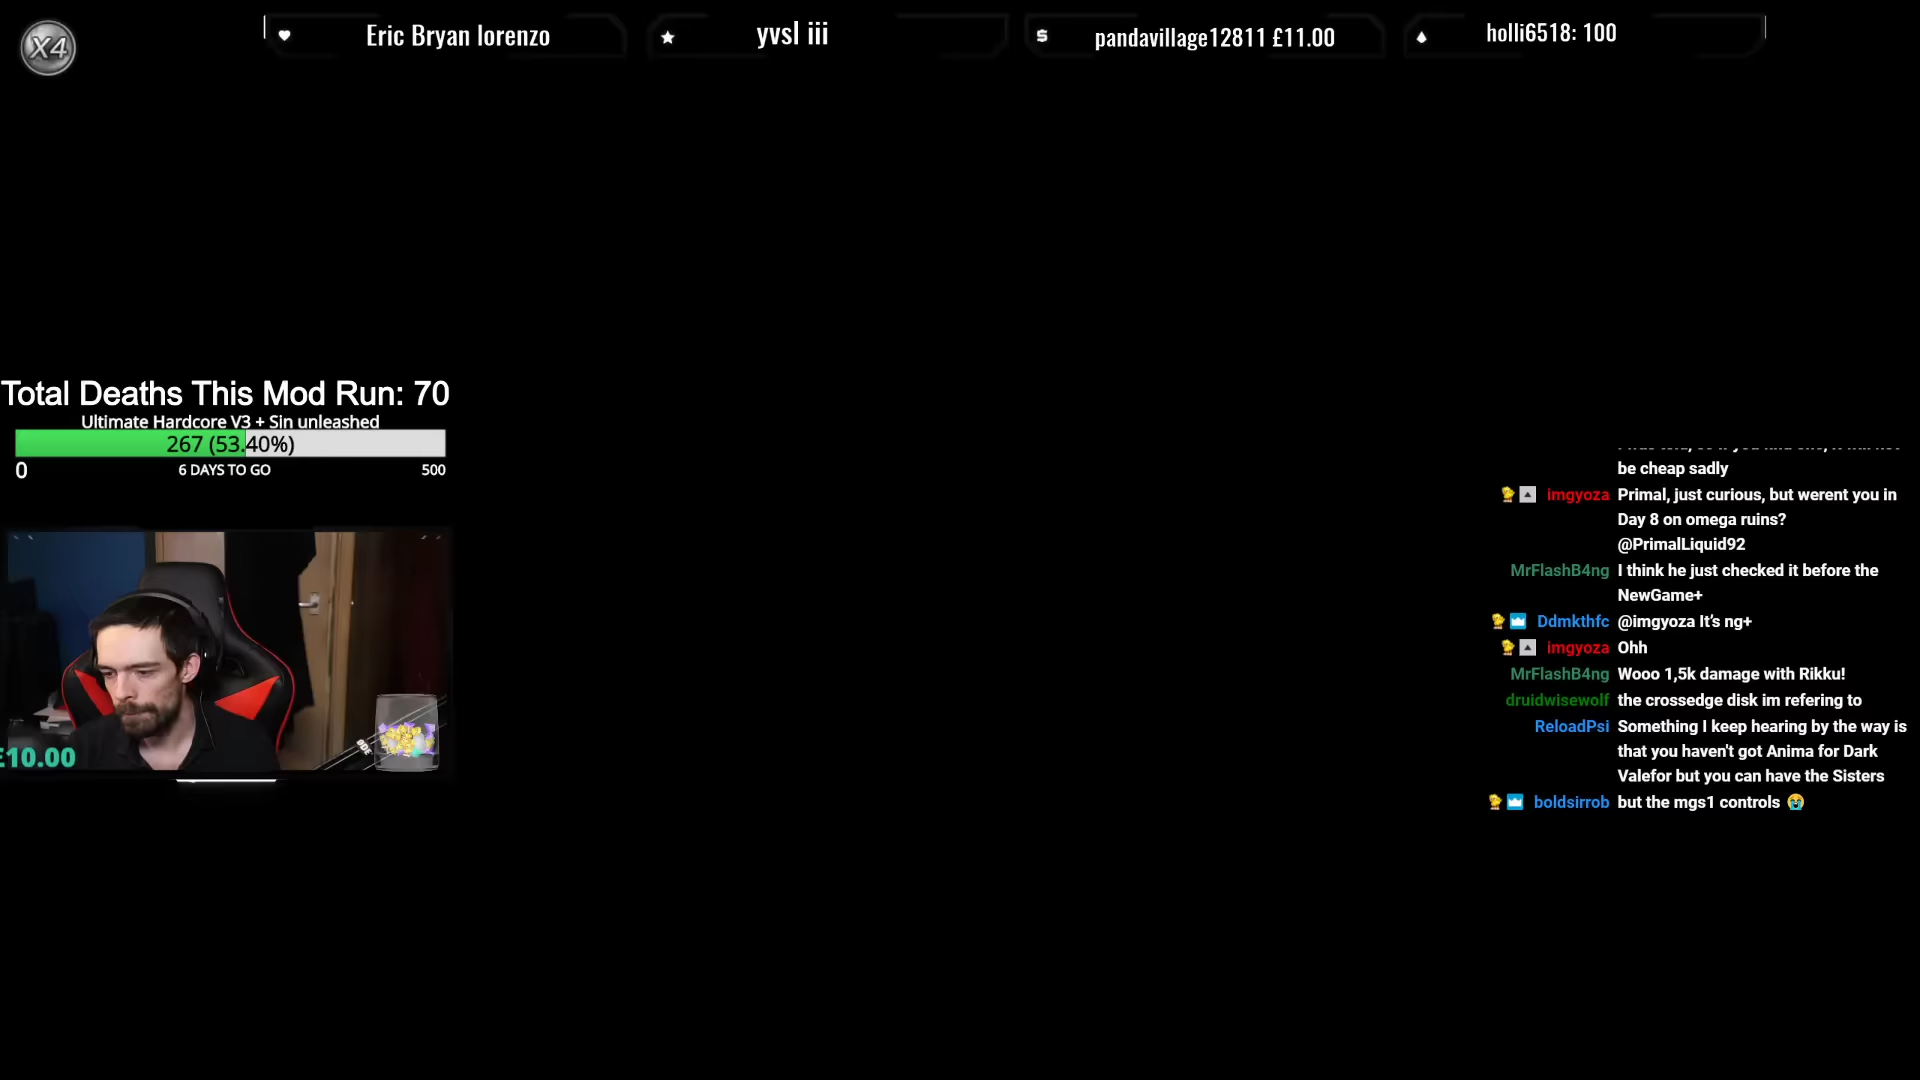 X4
Eric Bryan lorenzo
yvsl iii
pandavillage12811 £11.00
holli6518: 100
Total Deaths This Mod Run: 70
Ultimate Hardcore V3 + Sin unleashed
267 (53.40%)
0
6 DAYS TO GO
500
£10.00
be cheap sadly
imgyoza Primal, just curious, but werent you in
Day 8 on omega ruins?
@PrimalLiquid92
MrFlashB4ng I think he just checked it before the
NewGame+
Ddmkthfc @imgyoza It’s ng+
imgyoza Ohh
MrFlashB4ng Wooo 1,5k damage with Rikku!
druidwisewolf the crossedge disk im refering to
ReloadPsi Something I keep hearing by the way is
that you haven't got Anima for Dark
Valefor but you can have the Sisters
boldsirrob but the mgs1 controls 😭